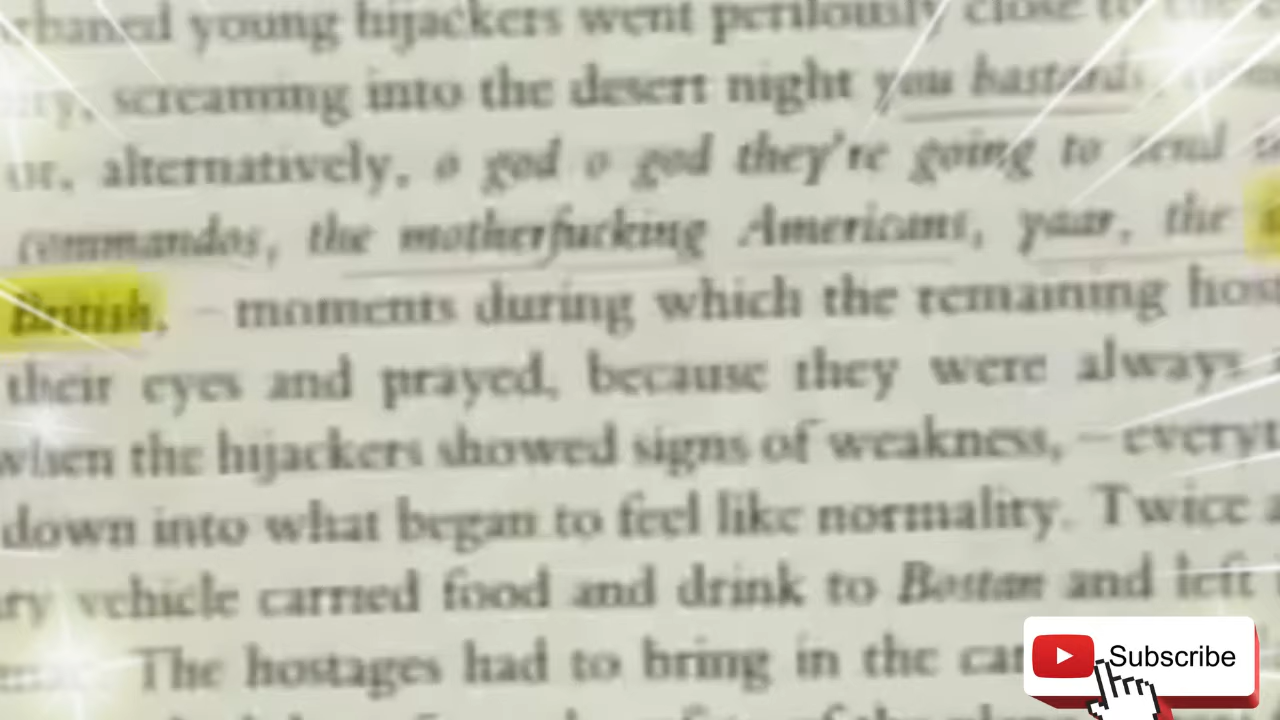 young hijackers went perilously close to the
screaming into the desert night you bastards
or, alternatively, o god o god they're going to send
commandos, the motherfucking Americans, yaar, the
British, – moments during which the remaining
their eyes and prayed, because they were always
when the hijackers showed signs of weakness, –
down into what began to feel like normality. Twice
vehicle carried food and drink to Bostan and left
The hostages had to bring in the
Subscribe